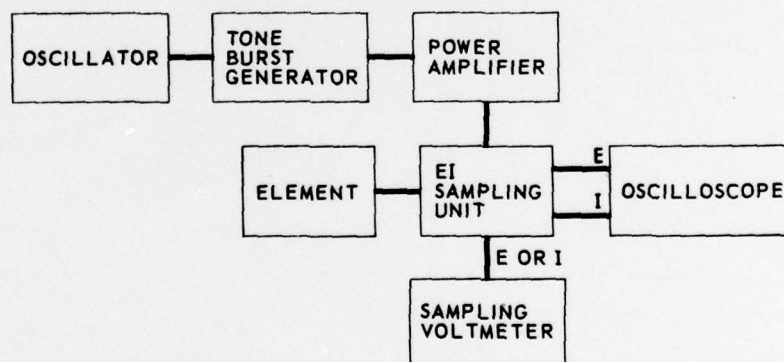 OSCILLATOR
TONE
BURST
GENERATOR
POWER
AMPLIFIER
ELEMENT
EI
SAMPLING
UNIT
E
I
OSCILLOSCOPE
E OR I
SAMPLING
VOLTMETER